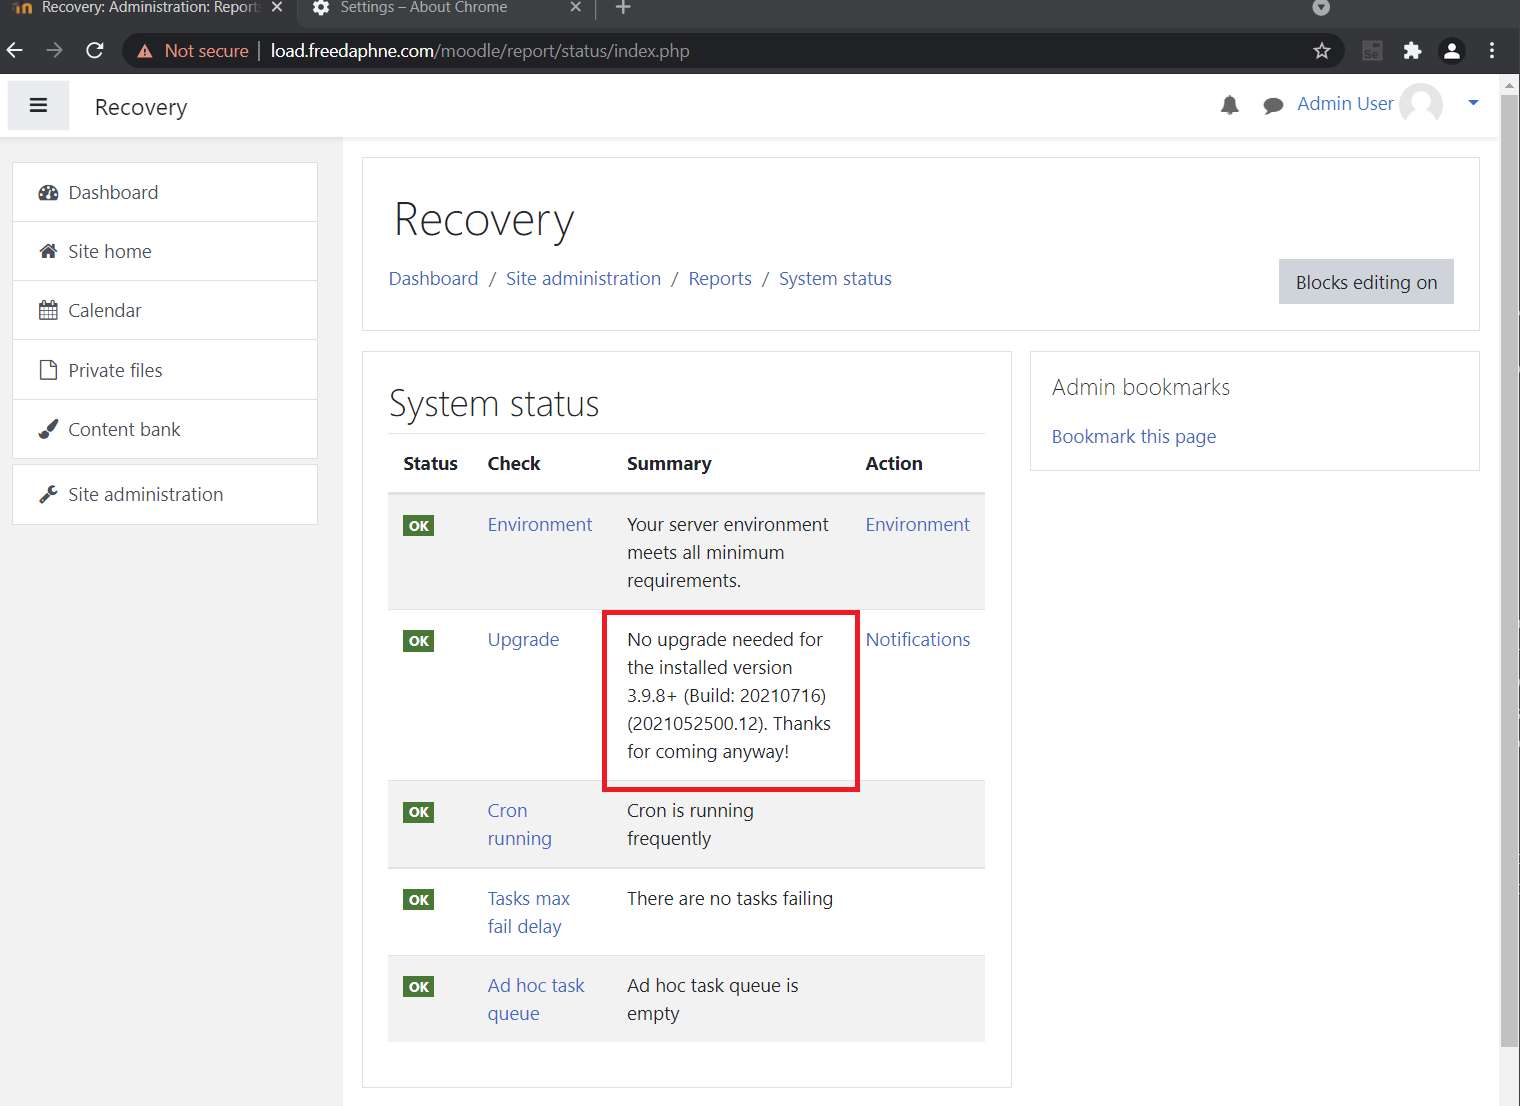 Recovery: Administration: Report
Settings – About Chrome
Not secure load.freedaphne.com/moodle/report/status/index.php
Recovery
Admin User
Dashboard
Site home
Calendar
Private files
Content bank
Site administration
Recovery
Dashboard / Site administration / Reports / System status
Blocks editing on
System status
Status Check Summary Action
OK Environment Your server environment Environment
meets all minimum
requirements.
OK Upgrade No upgrade needed for Notifications
the installed version
3.9.8+ (Build: 20210716)
(2021052500.12). Thanks
for coming anyway!
OK Cron Cron is running
running frequently
OK Tasks max There are no tasks failing
fail delay
OK Ad hoc task Ad hoc task queue is
queue empty
Admin bookmarks
Bookmark this page